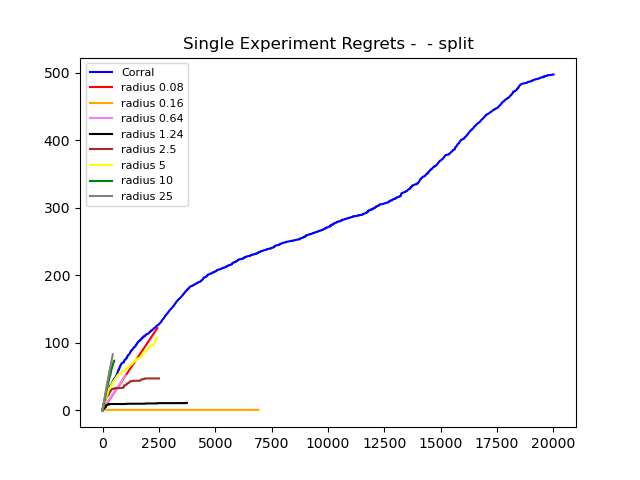 Single Experiment Regrets -  - split
Corral
radius 0.08
radius 0.16
radius 0.64
radius 1.24
radius 2.5
radius 5
radius 10
radius 25
500
400
300
200
100
0
0 2500 5000 7500 10000 12500 15000 17500 20000